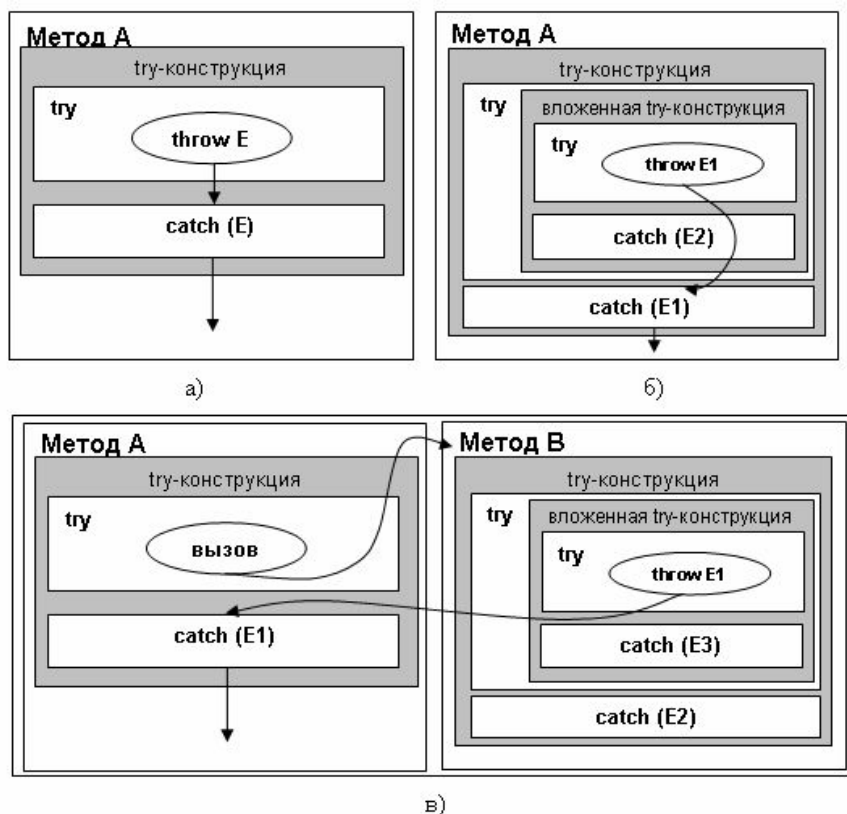 Метод А
try-конструкция
try
throw E
catch (E)
а)
Метод А
try-конструкция
try
вложенная try-конструкция
try
throw E1
catch (E2)
catch (E1)
б)
Метод А
try-конструкция
try
вызов
catch (E1)
Метод В
try-конструкция
try
вложенная try-конструкция
try
throw E1
catch (E3)
catch (E2)
в)